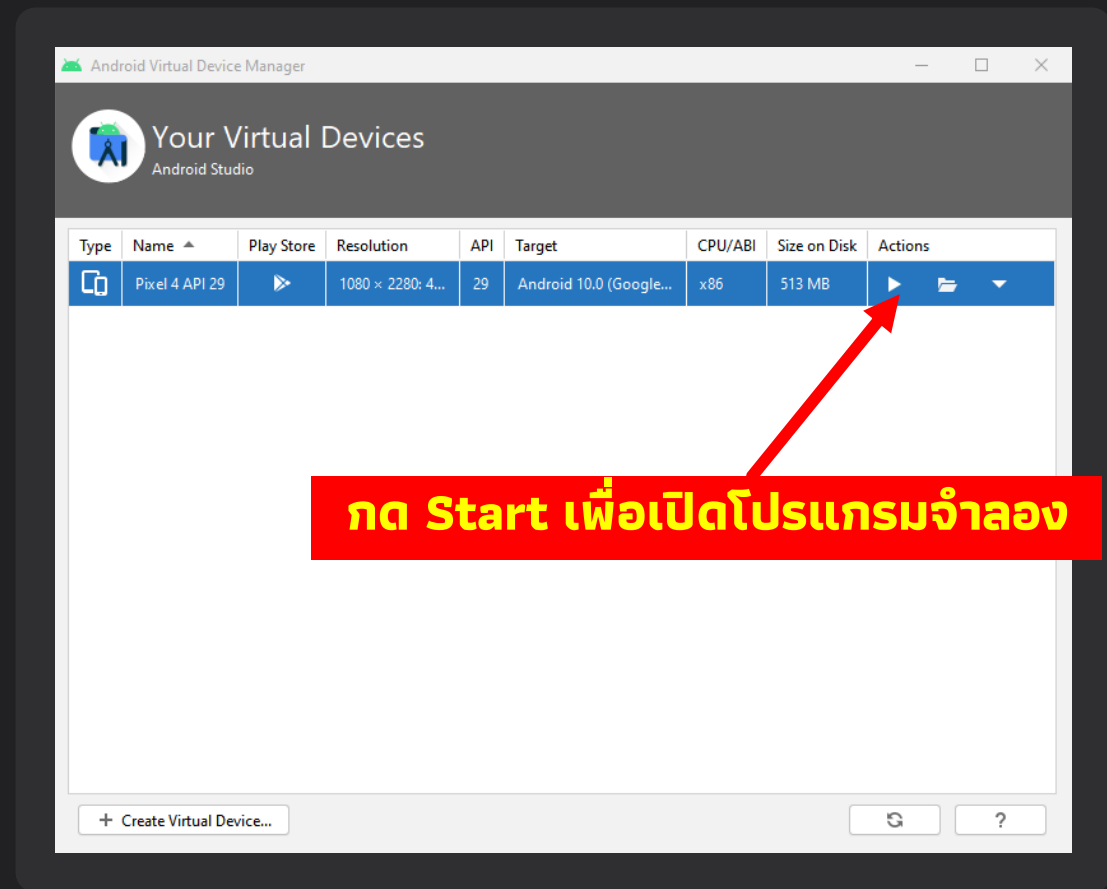 Android Virtual Device Manager
Your Virtual Devices
Android Studio
Type Name Play Store Resolution API Target CPU/ABI Size on Disk Actions
Pixel 4 API 29 1080 × 2280: 4... 29 Android 10.0 (Google... x86 513 MB
กด Start เพื่อเปิดโปรแกรมจำลอง
+ Create Virtual Device... ?